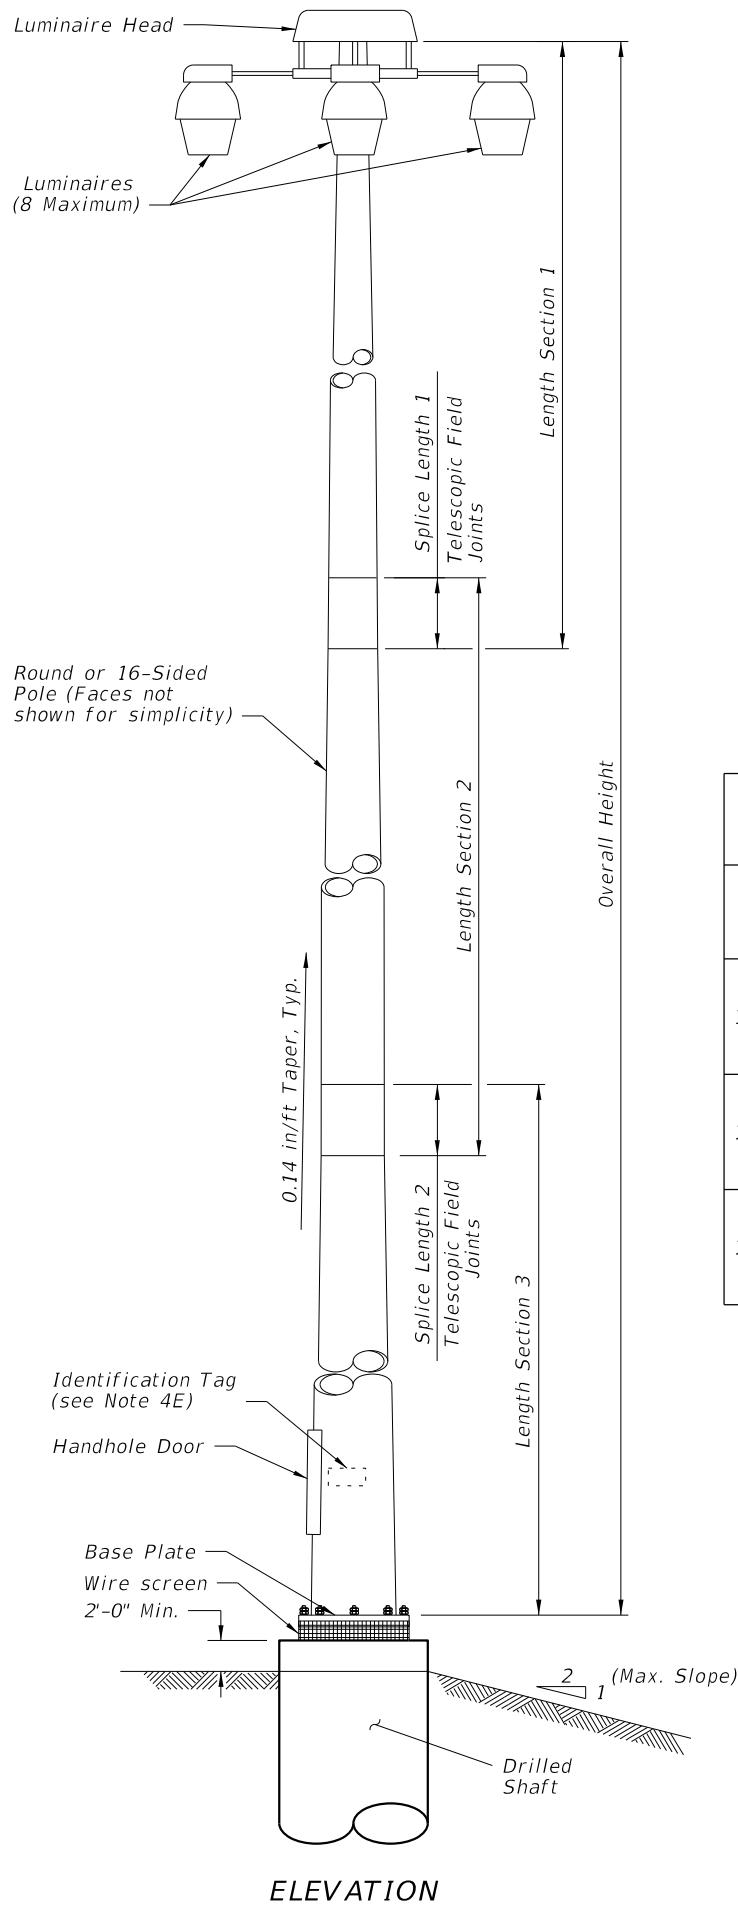 Luminaire Head
Luminaires
(8 Maximum)
Length Section 1
Splice Length 1
Telescopic Field
Joints
Round or 16-Sided
Pole (Faces not
shown for simplicity)
Length Section 2
Overall Height
0.14 in/ft Taper, Typ.
Splice Length 2
Telescopic Field
Joints
Length Section 3
Identification Tag
(see Note 4E)
Handhole Door
Base Plate
Wire screen
2'-0" Min.
2
1
(Max. Slope)
Drilled
Shaft
ELEVATION